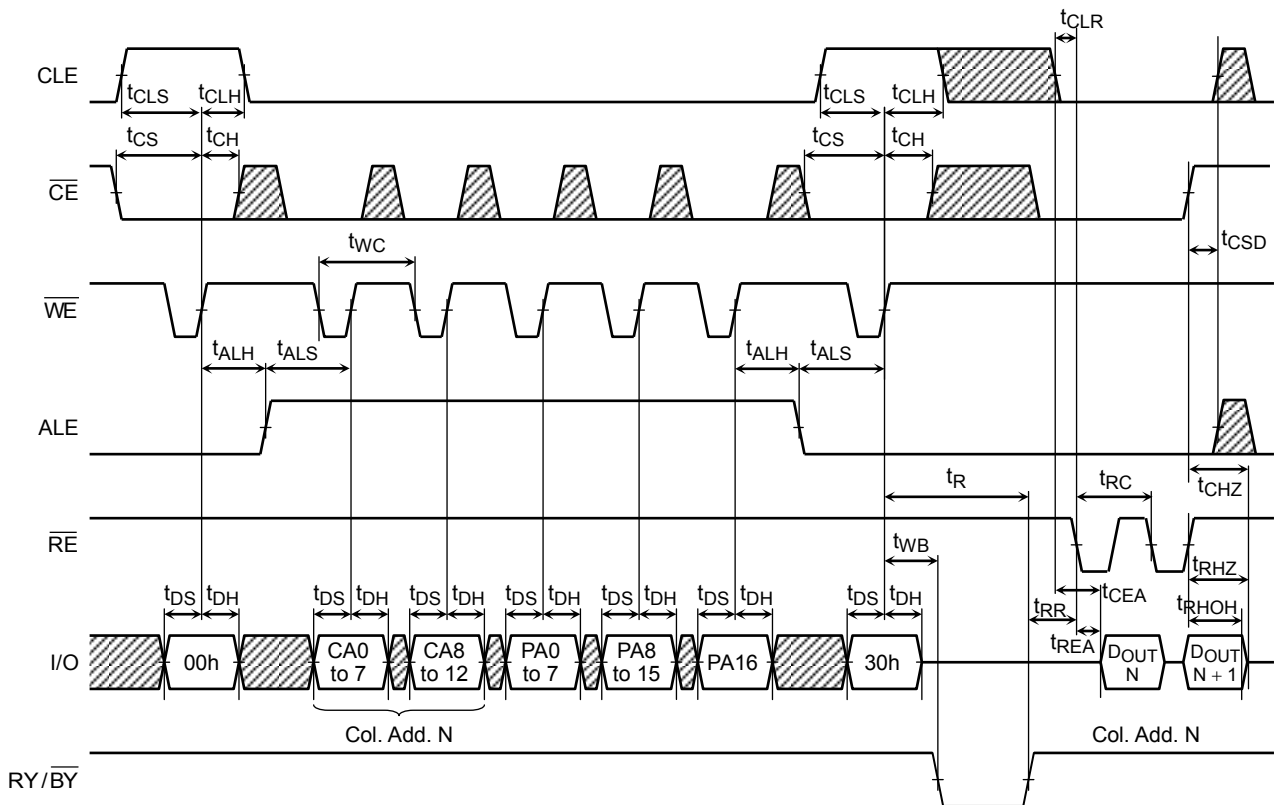 tCLR
CLE
tCLS tCLH tCLS tCLH
tCS tCH tCS tCH
CE
tWC
tCSD
WE
tALH tALS tALH tALS
ALE
tR tRC tCHZ
RE
tWB
tRHZ
tDS tDH tDS tDH tDS tDH tDS tDH tDS tDH tDS tDH tDS tDH tCEA
tRR tRHOH
tREA
I/O 00h CA0 to 7 CA8 to 12 PA0 to 7 PA8 to 15 PA16 30h DOUT N DOUT N + 1
Col. Add. N Col. Add. N
RY/BY